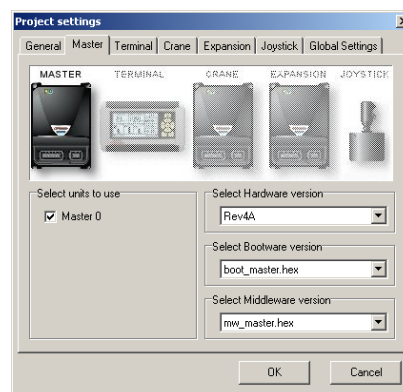 Project settings
General Master Terminal Crane Expansion Joystick Global Settings
MASTER TERMINAL CRANE EXPANSION JOYSTICK
Select units to use
Master 0
Select Hardware version
Rev4A
Select Bootware version
boot_master.hex
Select Middleware version
mw_master.hex
OK Cancel